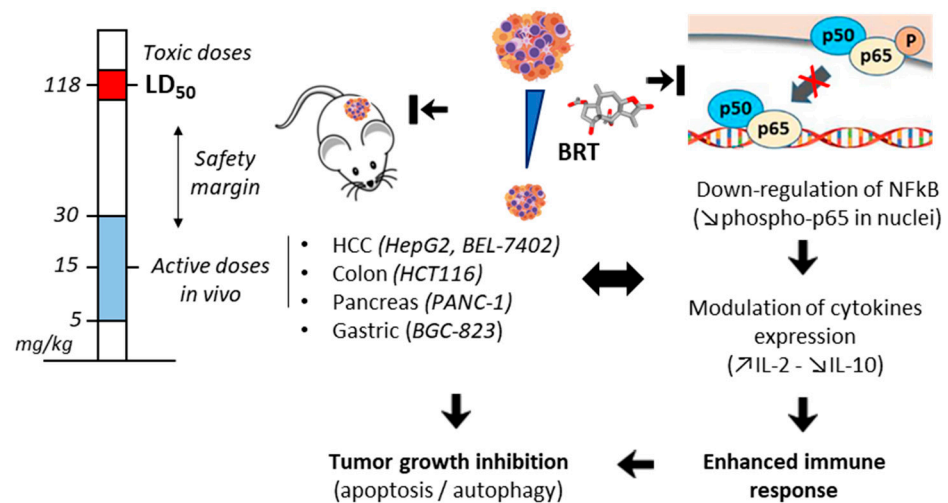 Toxic doses
118
LD50
Safety
margin
30
15
Active doses
in vivo
5
mg/kg
BRT
p50
p65
P
p50
p65
• HCC (HepG2, BEL-7402)
• Colon (HCT116)
• Pancreas (PANC-1)
• Gastric (BGC-823)
Down-regulation of NFkB
(↘phospho-p65 in nuclei)
Modulation of cytokines
expression
(↗IL-2 - ↘IL-10)
Tumor growth inhibition
(apoptosis / autophagy)
Enhanced immune
response